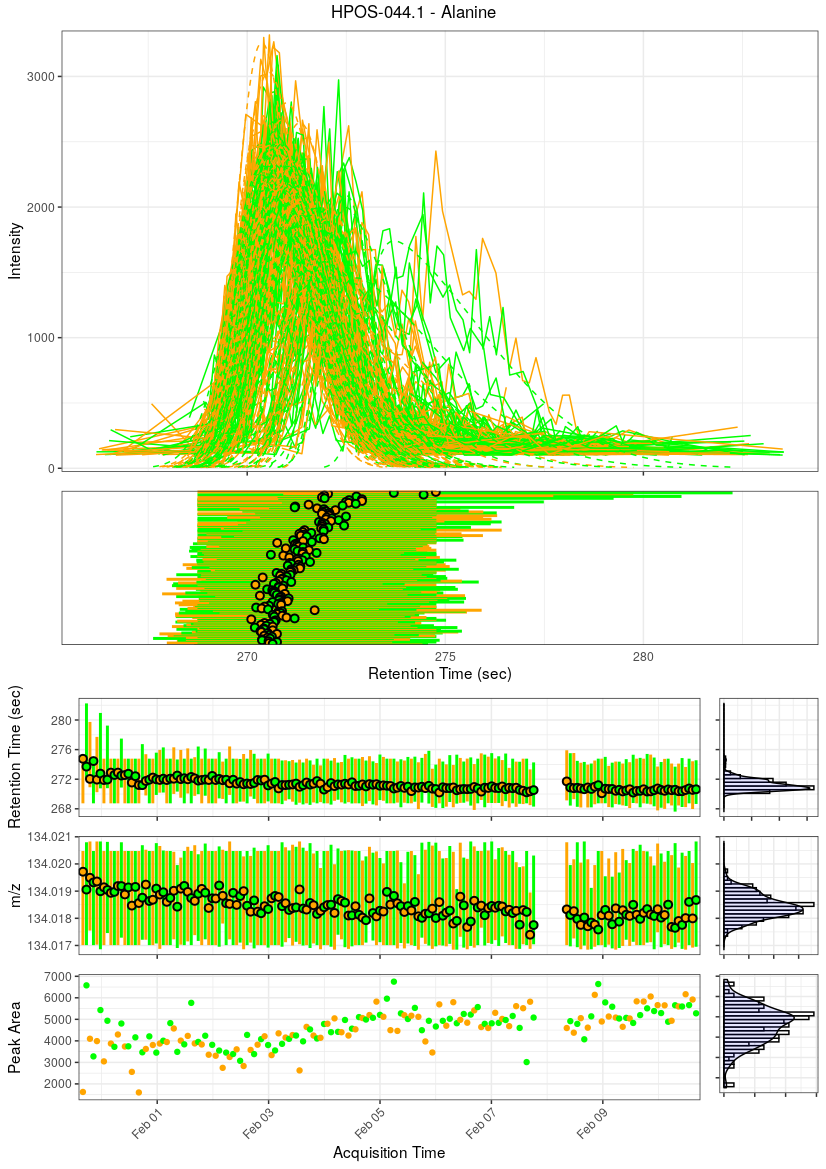 HPOS-044.1 - Alanine
Intensity
3000
2000
1000
0
270
275
280
Retention Time (sec)
Retention Time (sec)
280
276
272
268
m/z
134.021
134.020
134.019
134.018
134.017
Peak Area
7000
6000
5000
4000
3000
2000
Feb 01
Feb 03
Feb 05
Feb 07
Feb 09
Acquisition Time